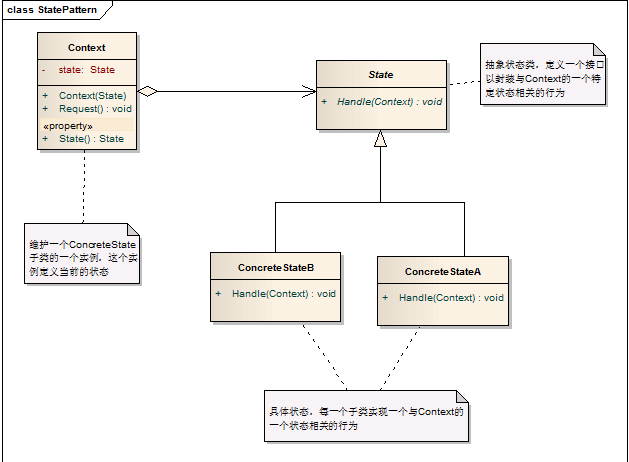 class StatePattern
Context
- state: State
+ Context(State)
+ Request() : void
«property»
+ State() : State
State
+ Handle(Context) : void
抽象状态类，定义一个接口
以封装与Context的一个特
定状态相关的行为
维护一个ConcreteState
子类的一个实例，这个实
例定义当前的状态
ConcreteStateB
+ Handle(Context) : void
ConcreteStateA
+ Handle(Context) : void
具体状态，每一个子类实现一个与Context的
一个状态相关的行为